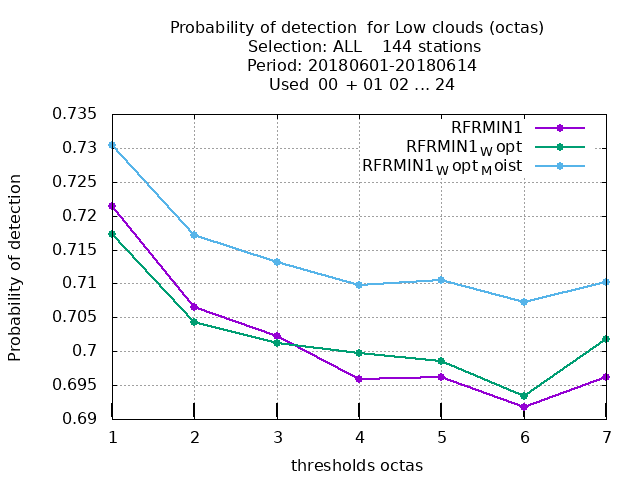 Probability of detection  for Low clouds (octas)
Selection: ALL    144 stations
Period: 20180601-20180614
Used  00 + 01 02 ... 24
0.735
0.73
0.725
0.72
0.715
0.71
0.705
0.7
0.695
0.69
Probability of detection
RFRMIN1
RFRMIN1Wopt
RFRMIN1WoptMoist
1 2 3 4 5 6 7
thresholds octas